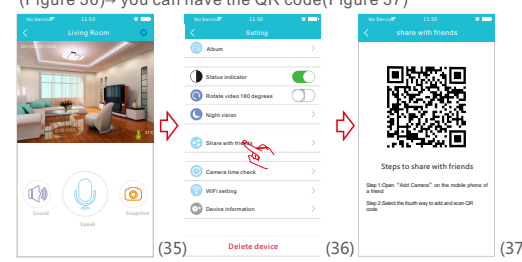 (Figure 36)→ you can have the QR code(Figure 37)
No Service 11:50
Living Room
27℃
Sound
Speak
Snapshot
(35)
No Service 11:50
Setting
Album
Status indicator
Rotate video 180 degrees
Night vision
Share with friends
Camera time check
WiFi setting
Device information
Delete device
(36)
No Service 11:50
share with friends
Steps to share with friends
Step 1:Open "Add Camera" on the mobile phone of
a friend
Step 2:Select the fourth way to add,and scan QR
code
(37